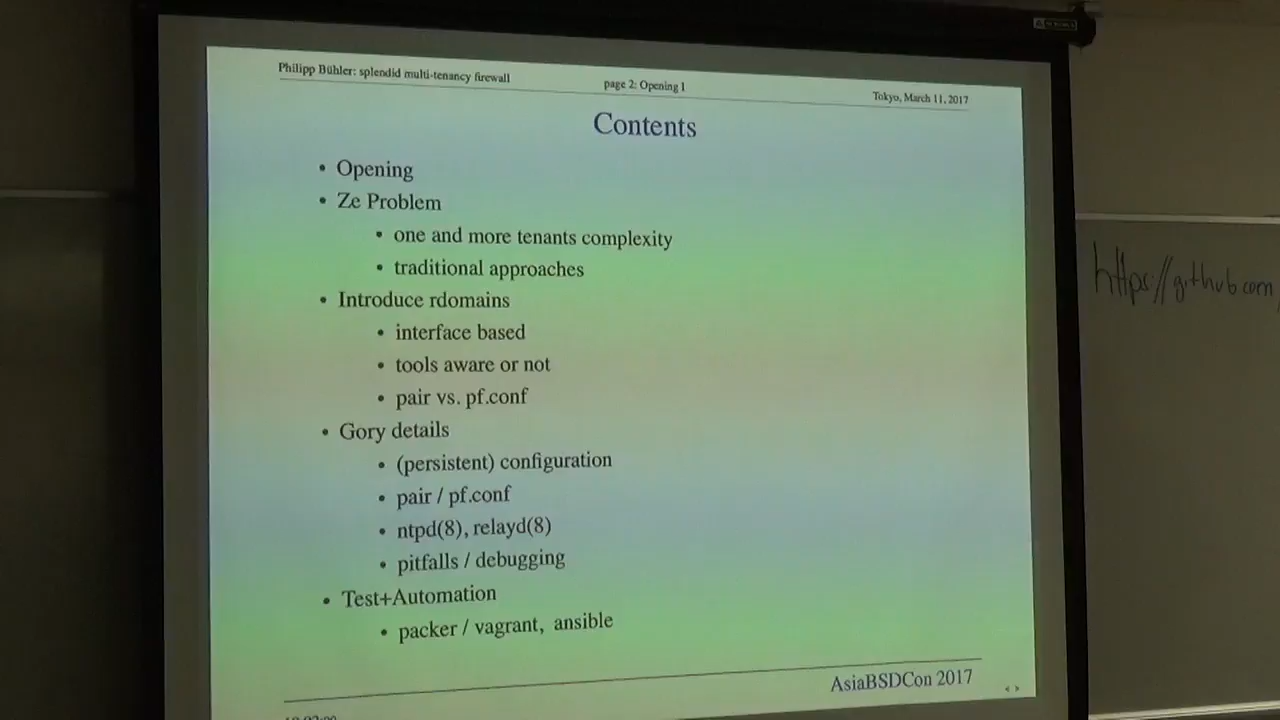 Philipp Bühler: splendid multi-tenancy firewall
page 2: Opening 1
Tokyo, March 11, 2017
Contents
• Opening
• Ze Problem
• one and more tenants complexity
• traditional approaches
• Introduce rdomains
• interface based
• tools aware or not
• pair vs. pf.conf
• Gory details
• (persistent) configuration
• pair / pf.conf
• ntpd(8), relayd(8)
• pitfalls / debugging
• Test+Automation
• packer / vagrant, ansible
AsiaBSDCon 2017
https://github.com